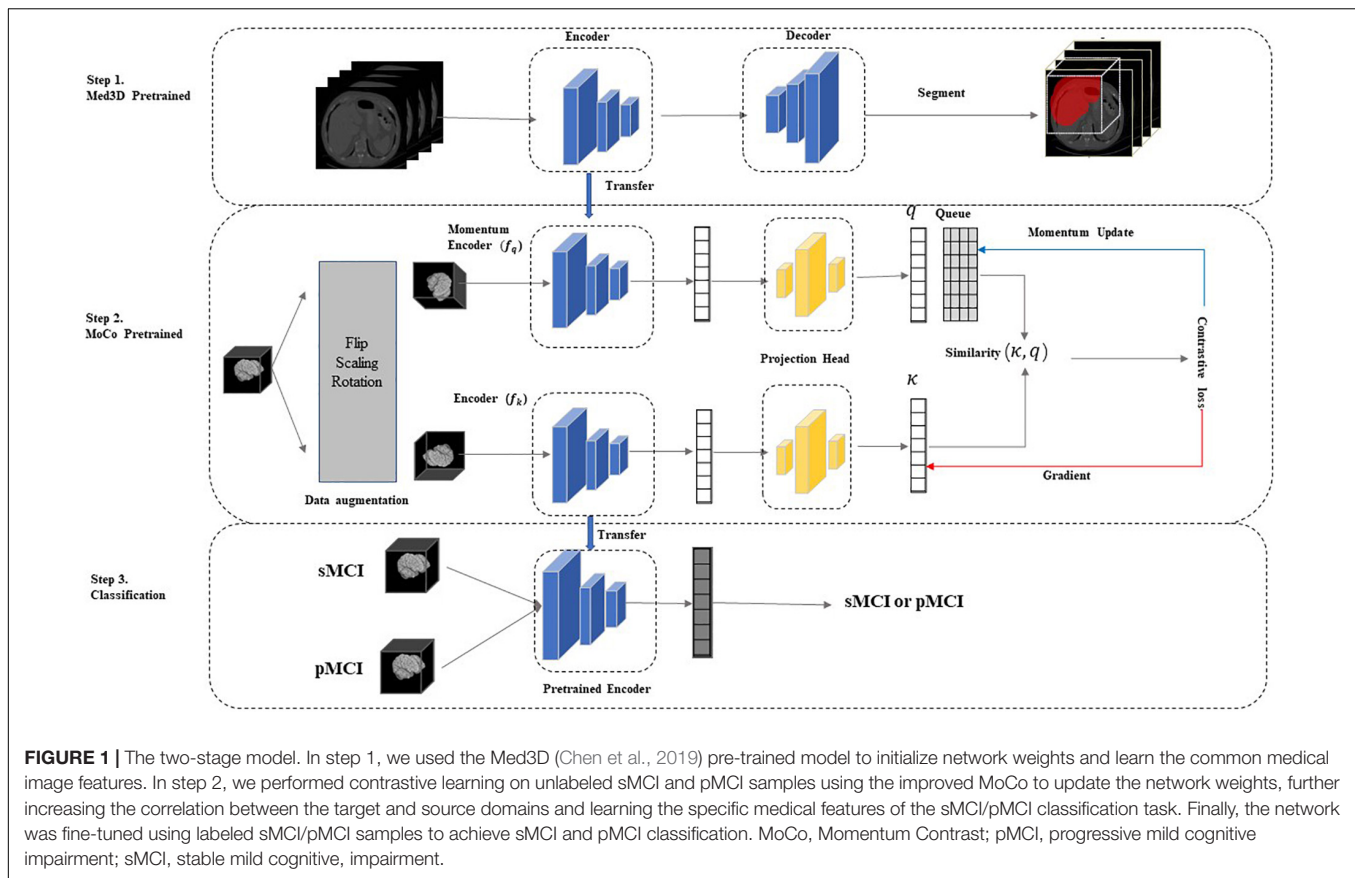 Encoder
Decoder
Step 1.
Med3D Pretrained
Segment
Transfer
Momentum
Encoder (f_q)
q
Queue
Momentum Update
Step 2.
MoCo Pretrained
Flip
Scaling
Rotation
Projection Head
Similarity (K, q)
Contrastive loss
Encoder (f_k)
K
Gradient
Data augmentation
Transfer
sMCI
Step 3.
Classification
sMCI or pMCI
pMCI
Pretrained Encoder
FIGURE 1 | The two-stage model. In step 1, we used the Med3D (Chen et al., 2019) pre-trained model to initialize network weights and learn the common medical
image features. In step 2, we performed contrastive learning on unlabeled sMCI and pMCI samples using the improved MoCo to update the network weights, further
increasing the correlation between the target and source domains and learning the specific medical features of the sMCI/pMCI classification task. Finally, the network
was fine-tuned using labeled sMCI/pMCI samples to achieve sMCI and pMCI classification. MoCo, Momentum Contrast; pMCI, progressive mild cognitive
impairment; sMCI, stable mild cognitive, impairment.